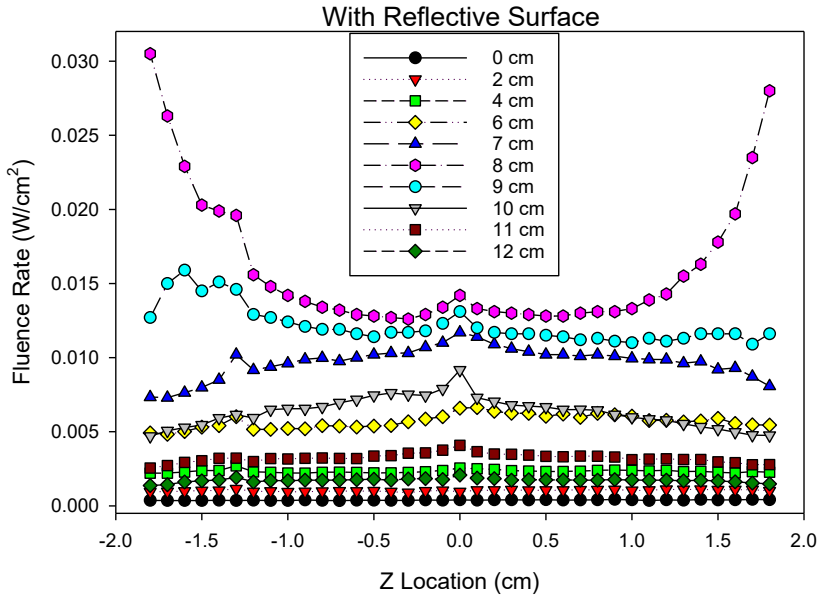 With Reflective Surface
0 cm
2 cm
4 cm
6 cm
7 cm
8 cm
9 cm
10 cm
11 cm
12 cm
Fluence Rate (W/cm²)
0.030
0.025
0.020
0.015
0.010
0.005
0.000
-2.0 -1.5 -1.0 -0.5 0.0 0.5 1.0 1.5 2.0
Z Location (cm)